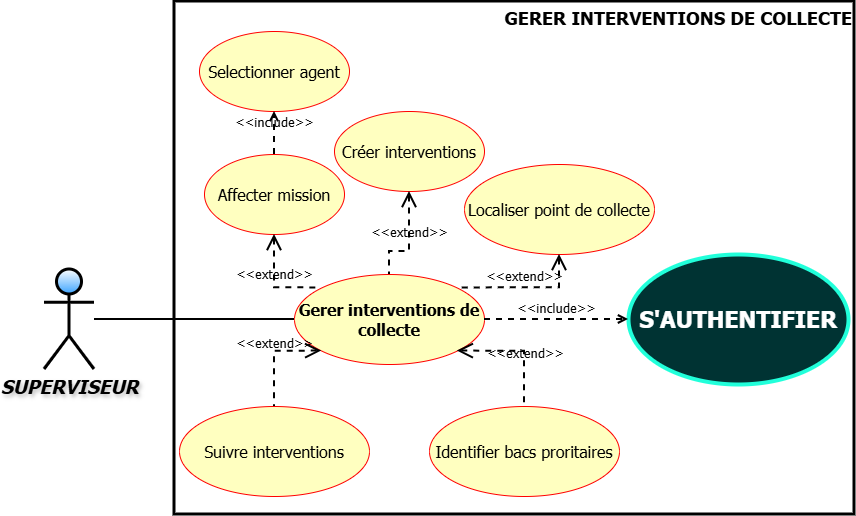 GERER INTERVENTIONS DE COLLECTE
Selectionner agent
<<include>>
Créer interventions
Affecter mission
Localiser point de collecte
<<extend>>
<<extend>>
<<extend>>
Gerer interventions de
collecte
<<include>>
S'AUTHENTIFIER
<<extend>>
<<extend>>
SUPERVISEUR
Suivre interventions
Identifier bacs proritaires